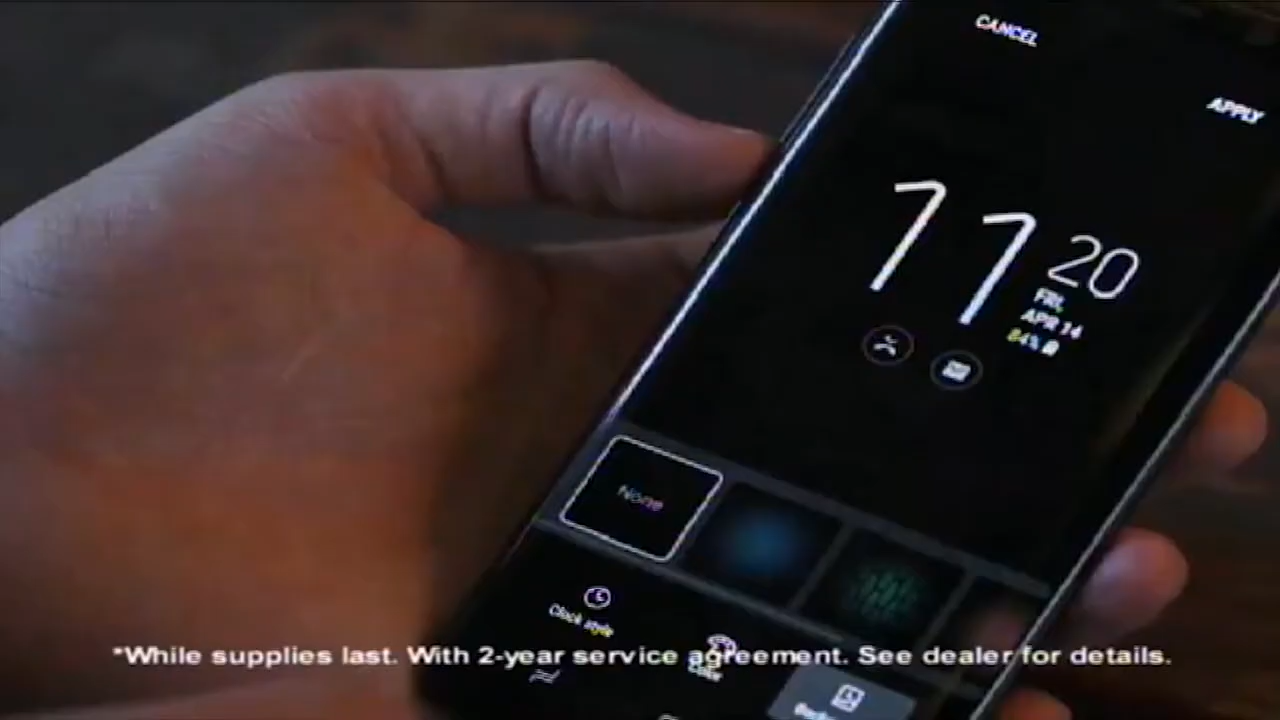 CANCEL
APPLY
11 20
FRI,
APR 14
84%
None
Clock style
Color
*While supplies last. With 2-year service agreement. See dealer for details.